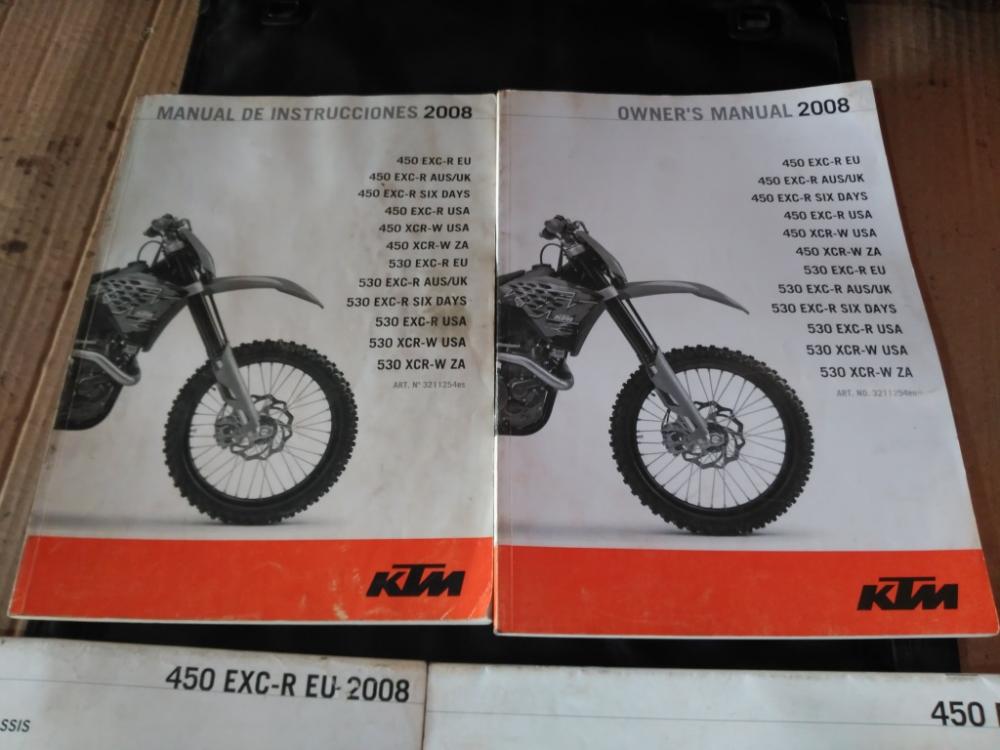 MANUAL DE INSTRUCCIONES 2008
450 EXC-R EU
450 EXC-R AUS/UK
450 EXC-R SIX DAYS
450 EXC-R USA
450 XCR-W USA
450 XCR-W ZA
530 EXC-R EU
530 EXC-R AUS/UK
530 EXC-R SIX DAYS
530 EXC-R USA
530 XCR-W USA
530 XCR-W ZA
ART. Nº 3211254es
KTM
OWNER'S MANUAL 2008
450 EXC-R EU
450 EXC-R AUS/UK
450 EXC-R SIX DAYS
450 EXC-R USA
450 XCR-W USA
450 XCR-W ZA
530 EXC-R EU
530 EXC-R AUS/UK
530 EXC-R SIX DAYS
530 EXC-R USA
530 XCR-W USA
530 XCR-W ZA
ART. NO. 3211254en
KTM
450 EXC-R EU 2008
SSIS
450